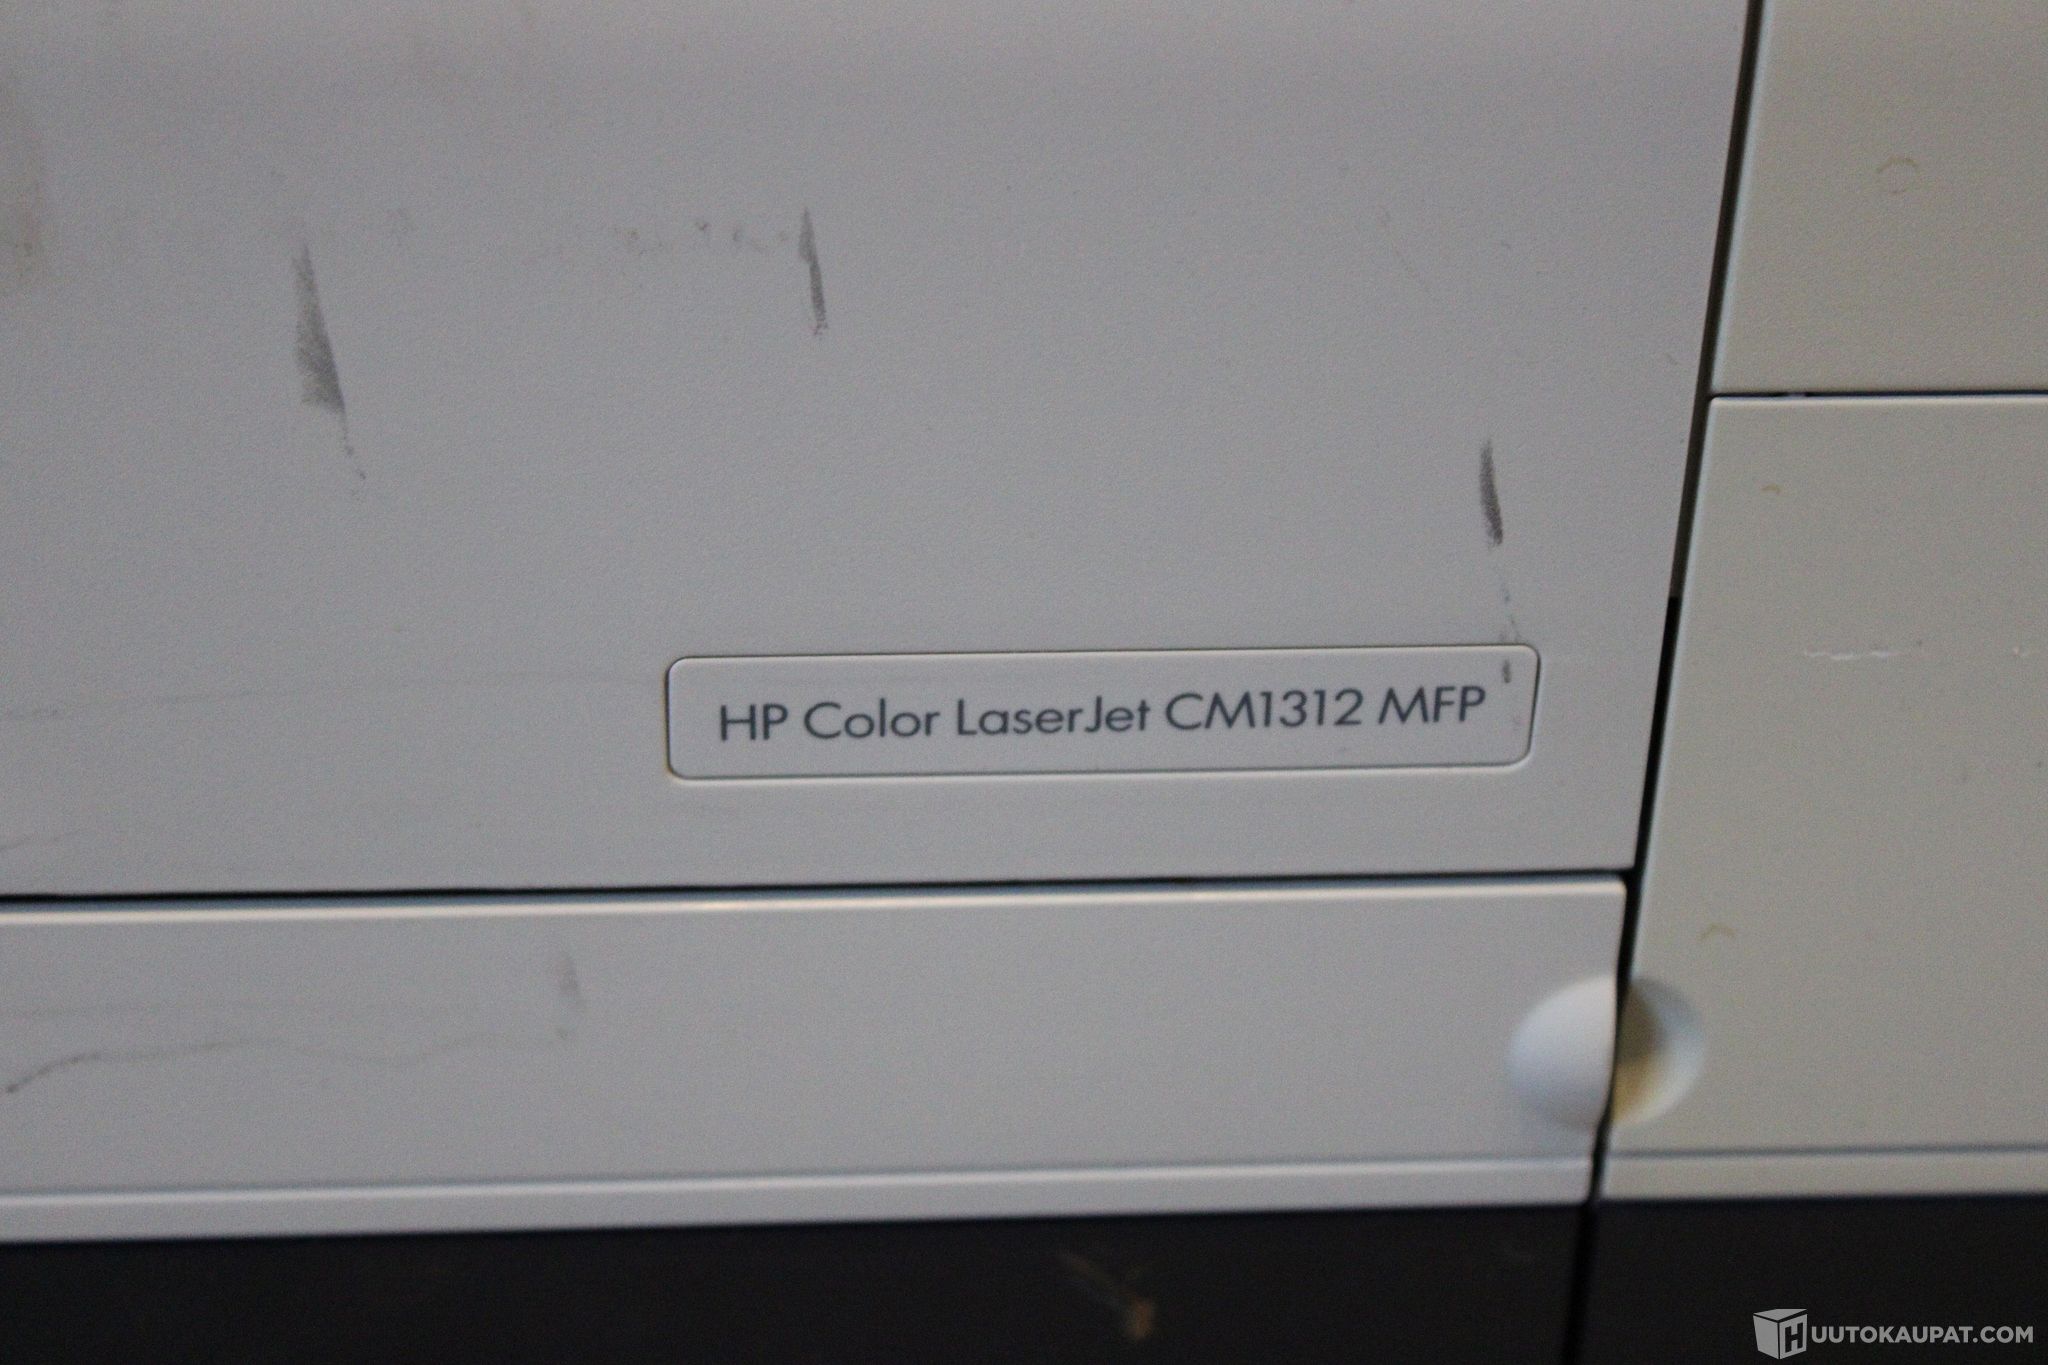 HP Color LaserJet CM1312 MFP
HUUTOKAUPAT.COM